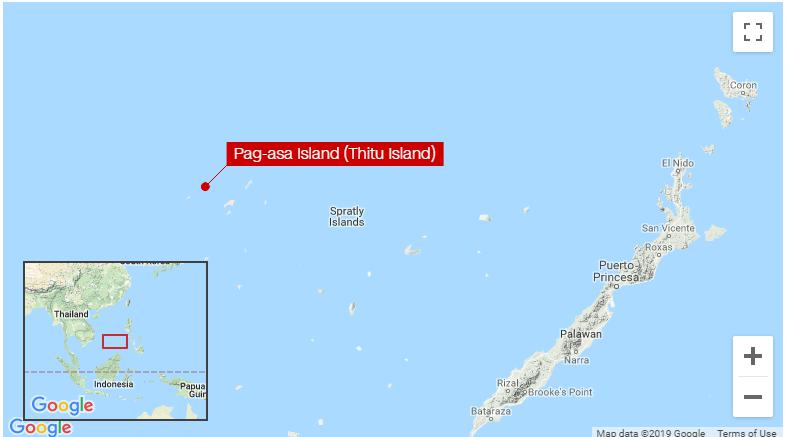 Coron
Pag-asa Island (Thitu Island)
El Nido
Spratly
Islands
San Vicente
Roxas
Puerto
Princesa
Palawan
Narra
Rizal
Brooke's Point
Bataraza
Thailand
Indonesia
Papua
Guin
Google
Google
Map data ©2019 Google
Terms of Use